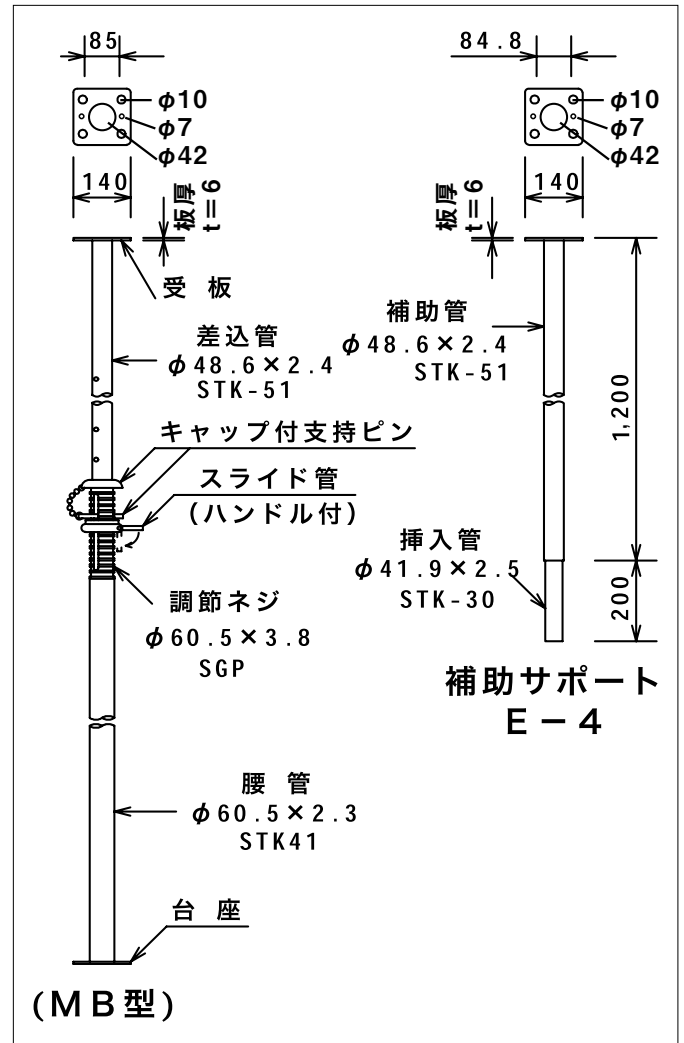 85
φ10
φ7
φ42
140
板厚
t=6
受 板
差込管
φ48.6×2.4
STK-51
キャップ付支持ピン
スライド管
(ハンドル付)
調節ネジ
φ60.5×3.8
SGP
腰 管
φ60.5×2.3
STK41
台 座
(MB型)
84.8
φ10
φ7
φ42
140
板厚
t=6
補助管
φ48.6×2.4
STK-51
1,200
挿入管
φ41.9×2.5
STK-30
200
補助サポート
E-4